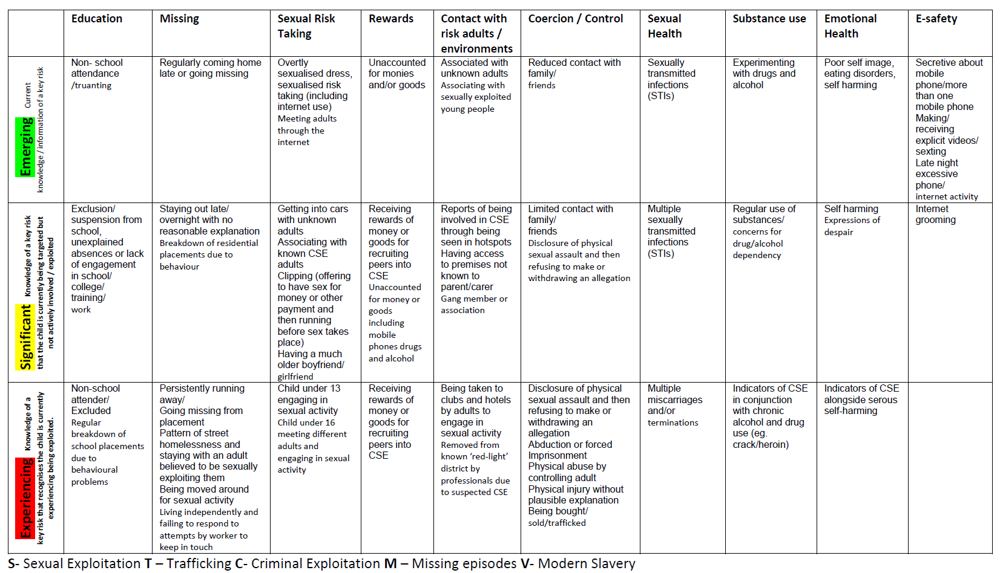 Education
Missing
Sexual Risk
Taking
Rewards
Contact with
risk adults /
environments
Coercion / Control
Sexual
Health
Substance use
Emotional
Health
E-safety
Emerging Current
knowledge / information of a key risk
Non- school
attendance
/truanting
Regularly coming home
late or going missing
Overtly
sexualised dress,
sexualised risk
taking (including
internet use)
Meeting adults
through the
internet
Unaccounted
for monies
and/or goods
Associated with
unknown adults
Associating with
sexually exploited
young people
Reduced contact with
family/
friends
Sexually
transmitted
infections
(STIs)
Experimenting
with drugs and
alcohol
Poor self image,
eating disorders,
self harming
Secretive about
mobile
phone/more
than one
mobile phone
Making/
receiving
explicit videos/
sexting
Late night
excessive
phone/
internet activity
Significant Knowledge of a key risk
that the child is currently being targeted but
not actively involved / exploited
Exclusion/
suspension from
school,
unexplained
absences or lack
of engagement
in school/
college/
training/
work
Staying out late/
overnight with no
reasonable explanation
Breakdown of residential
placements due to
behaviour
Getting into cars
with unknown
adults
Associating with
known CSE
adults
Clipping (offering
to have sex for
money or other
payment and
then running
before sex takes
place)
Having a much
older boyfriend/
girlfriend
Receiving
rewards of
money or
goods for
recruiting
peers into
CSE
Unaccounted
for money or
goods
including
mobile
phones drugs
and alcohol
Reports of being
involved in CSE
through being
seen in hotspots
Having access
to premises not
known to
parent/carer
Gang member or
association
Limited contact with
family/
friends
Disclosure of physical
sexual assault and then
refusing to make or
withdrawing an allegation
Multiple
sexually
transmitted
infections
(STIs)
Regular use of
substances/
concerns for
drug/alcohol
dependency
Self harming
Expressions of
despair
Internet
grooming
Experiencing Knowledge of a
key risk that recognises the child is currently
experiencing being exploited.
Non-school
attender/
Excluded
Regular
breakdown of
school placements
due to
behavioural
problems
Persistently running
away/
Going missing from
placement
Pattern of street
homelessness and
staying with an adult
believed to be sexually
exploiting them
Being moved around
for sexual activity
Living independently and
failing to respond to
attempts by worker to
keep in touch
Child under 13
engaging in
sexual activity
Child under 16
meeting different
adults and
engaging in sexual
activity
Receiving
rewards of
money or
goods for
recruiting
peers into
CSE
Being taken to
clubs and hotels
by adults to
engage in
sexual activity
Removed from
known ‘red-light’
district by
professionals due
to suspected CSE
Disclosure of physical
sexual assault and then
refusing to make or
withdrawing an
allegation
Abduction or forced
Imprisonment
Physical abuse by
controlling adult
Physical injury without
plausible explanation
Being bought/
sold/trafficked
Multiple
miscarriages
and/or
terminations
Indicators of CSE
in conjunction
with chronic
alcohol and drug
use (eg.
crack/heroin)
Indicators of CSE
alongside serous
self-harming
S- Sexual Exploitation T – Trafficking C- Criminal Exploitation M – Missing episodes V- Modern Slavery